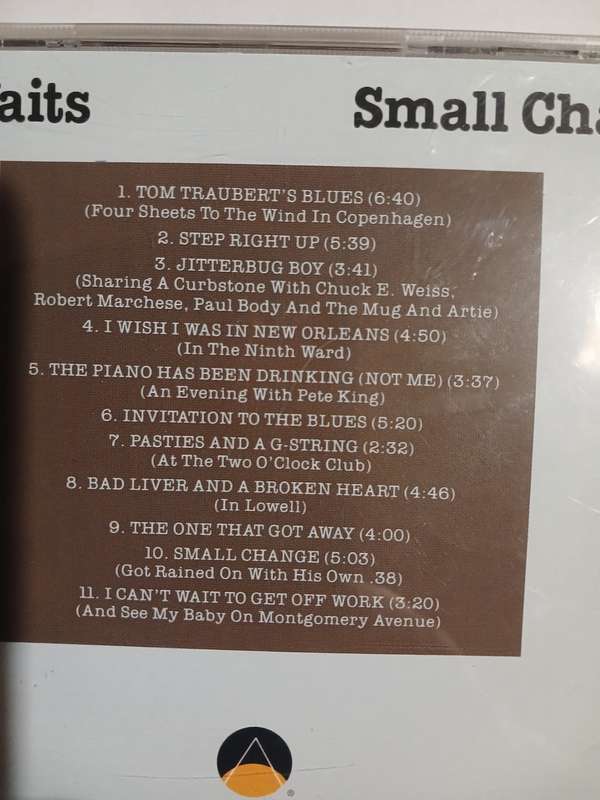 aits Small Cha
1. TOM TRAUBERT'S BLUES (6:40)
(Four Sheets To The Wind In Copenhagen)
2. STEP RIGHT UP (5:39)
3. JITTERBUG BOY (3:41)
(Sharing A Curbstone With Chuck E. Weiss,
Robert Marchese, Paul Body And The Mug And Artie)
4. I WISH I WAS IN NEW ORLEANS (4:50)
(In The Ninth Ward)
5. THE PIANO HAS BEEN DRINKING (NOT ME) (3:37)
(An Evening With Pete King)
6. INVITATION TO THE BLUES (5:20)
7. PASTIES AND A G-STRING (2:32)
(At The Two O'Clock Club)
8. BAD LIVER AND A BROKEN HEART (4:46)
(In Lowell)
9. THE ONE THAT GOT AWAY (4:00)
10. SMALL CHANGE (5:03)
(Got Rained On With His Own .38)
11. I CAN'T WAIT TO GET OFF WORK (3:20)
(And See My Baby On Montgomery Avenue)
®